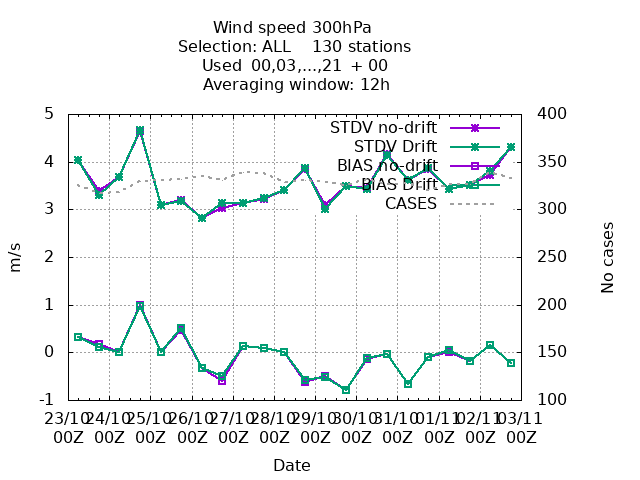 Wind speed 300hPa
Selection: ALL 130 stations
Used 00,03,...,21 + 00
Averaging window: 12h
5 400
STDV no-drift
STDV Drift
4 350
BIAS no-drift
BIAS Drift
CASES
3 300
m/s
No cases
2 250
1 200
0 150
-1 100
23/10 24/10 25/10 26/10 27/10 28/10 29/10 30/10 31/10 01/11 02/11 03/11
00Z 00Z 00Z 00Z 00Z 00Z 00Z 00Z 00Z 00Z 00Z 00Z
Date